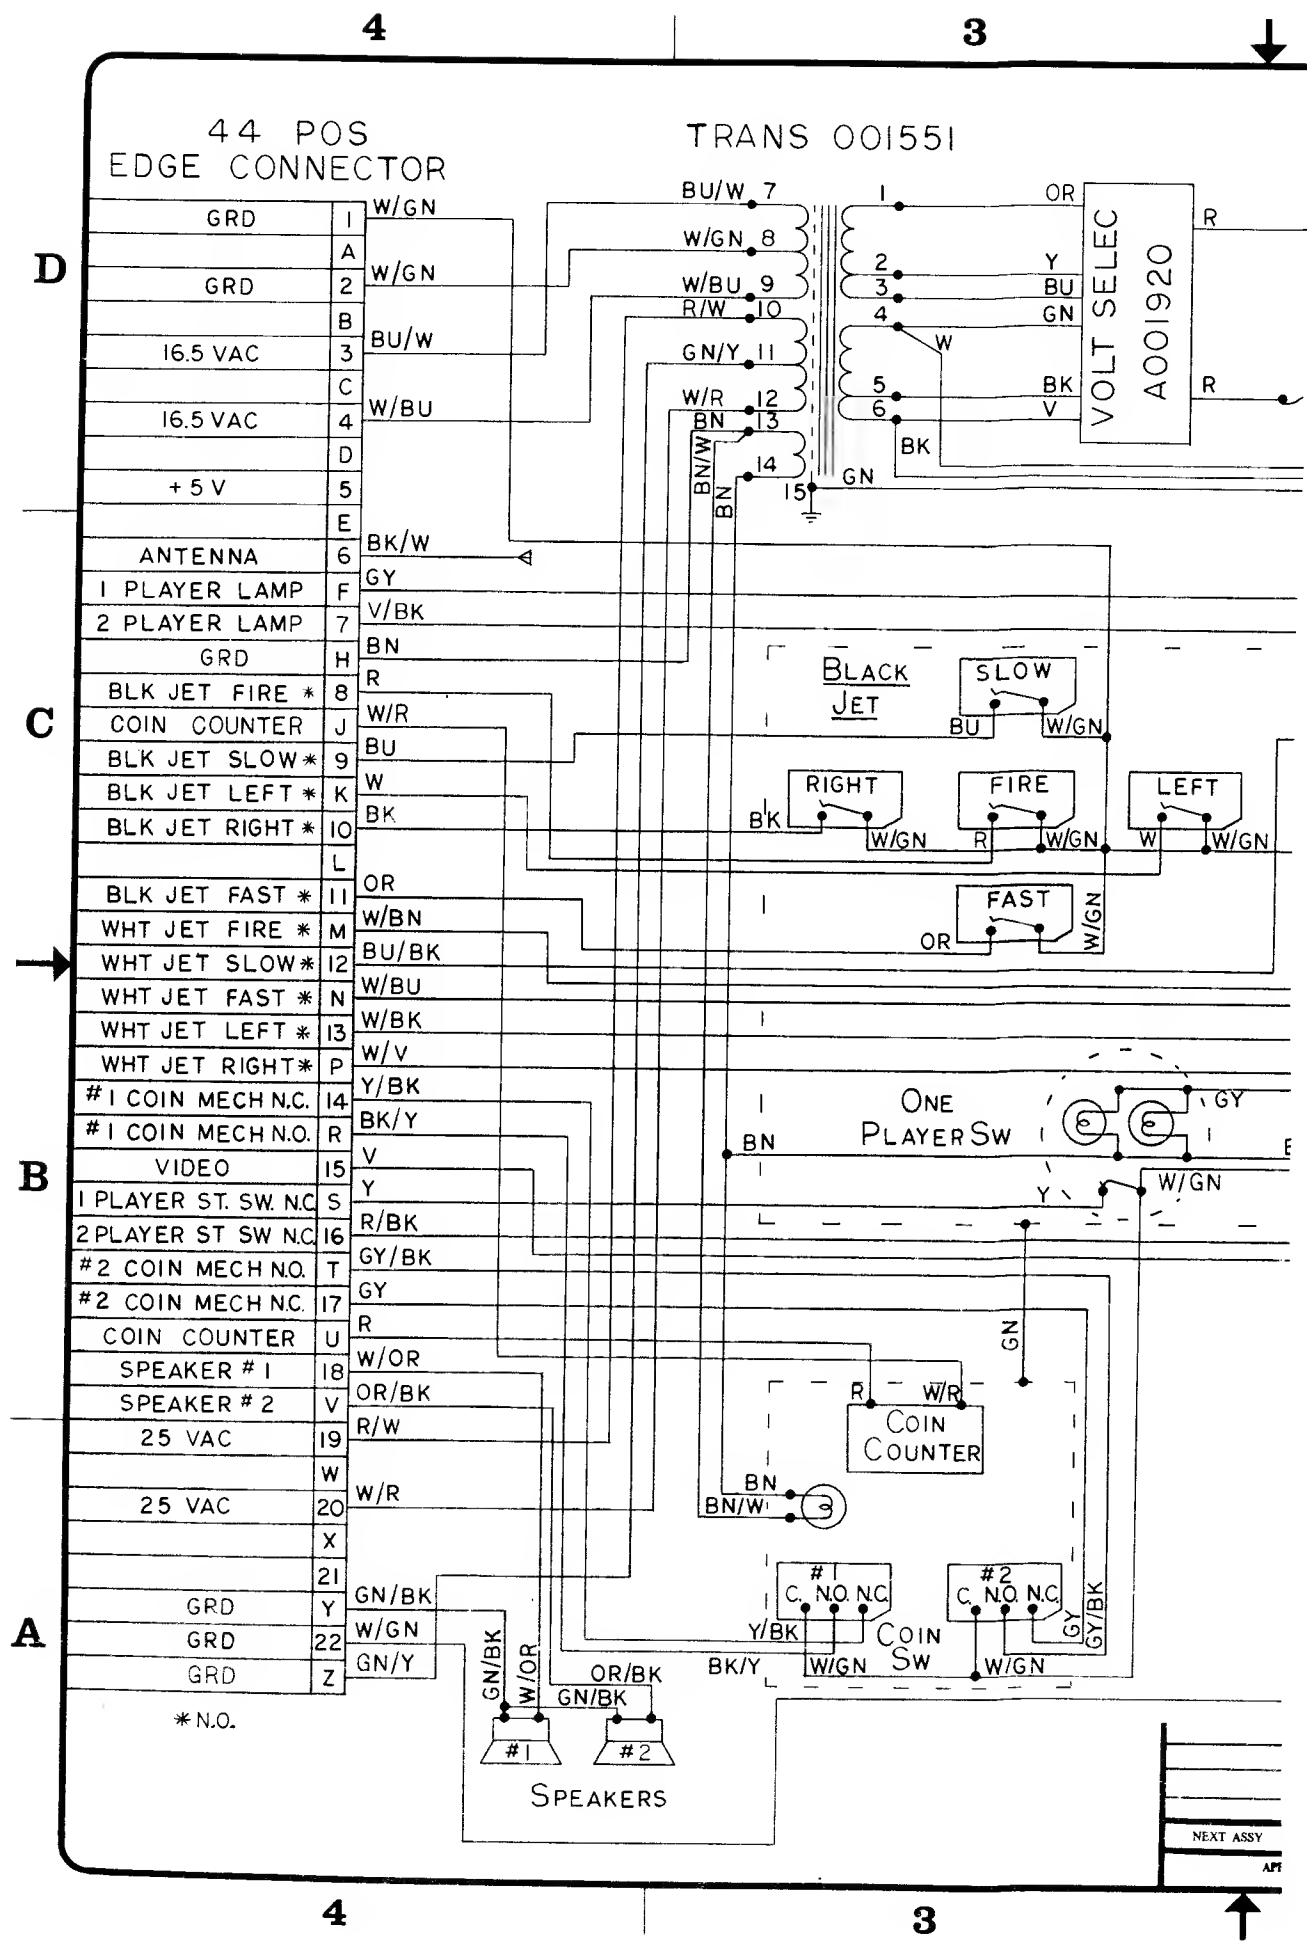 4 3
44 POS
EDGE CONNECTOR
TRANS 001551
D
GRD 1 W/GN
A
GRD 2 W/GN
B
16.5 VAC 3 BU/W
C
16.5 VAC 4 W/BU
D
+5V 5
E
ANTENNA 6 BK/W
1 PLAYER LAMP F GY
2 PLAYER LAMP 7 V/BK
GRD H BN
BLK JET FIRE * 8 R
COIN COUNTER J W/R
BLK JET SLOW * 9 BU
BLK JET LEFT * K W
BLK JET RIGHT * 10 BK
L
BLK JET FAST * 11 OR
WHT JET FIRE * M W/BN
WHT JET SLOW * 12 BU/BK
WHT JET FAST * N W/BU
WHT JET LEFT * 13 W/BK
WHT JET RIGHT * P W/V
#1 COIN MECH N.C. 14 Y/BK
#1 COIN MECH N.O. R BK/Y
VIDEO 15 V
1 PLAYER ST. SW. N.C. S Y
2 PLAYER ST SW N.C. 16 R/BK
#2 COIN MECH N.O. T GY/BK
#2 COIN MECH N.C. 17 GY
COIN COUNTER U R
SPEAKER #1 18 W/OR
SPEAKER #2 V OR/BK
25 VAC 19 R/W
W
25 VAC 20 W/R
X
21
GRD Y GN/BK
GRD 22 W/GN
GRD Z GN/Y
* N.O.
C
B
A
BU/W 7
W/GN 8
W/BU 9
R/W 10
GN/Y 11
W/R 12
BN 13
14
15
BN/W
BN
GN
1 OR
2 Y
3 BU
4 GN
W
5 BK
6 V
BK
VOLT SELEC
A001920
R
R
BLACK
JET
SLOW
BU W/GN
RIGHT FIRE LEFT
BK W/GN R W/GN W W/GN
FAST
OR W/GN
ONE
PLAYER SW
GY
BN
Y W/GN
GN
R W/R
COIN
COUNTER
BN
BN/W
#1 #2
C. N.O. N.C. C. N.O. N.C.
GY GY/BK
Y/BK COIN
SW
BK/Y W/GN W/GN
GN/BK W/OR OR/BK
GN/BK
#1 #2
SPEAKERS
NEXT ASSY
4 3